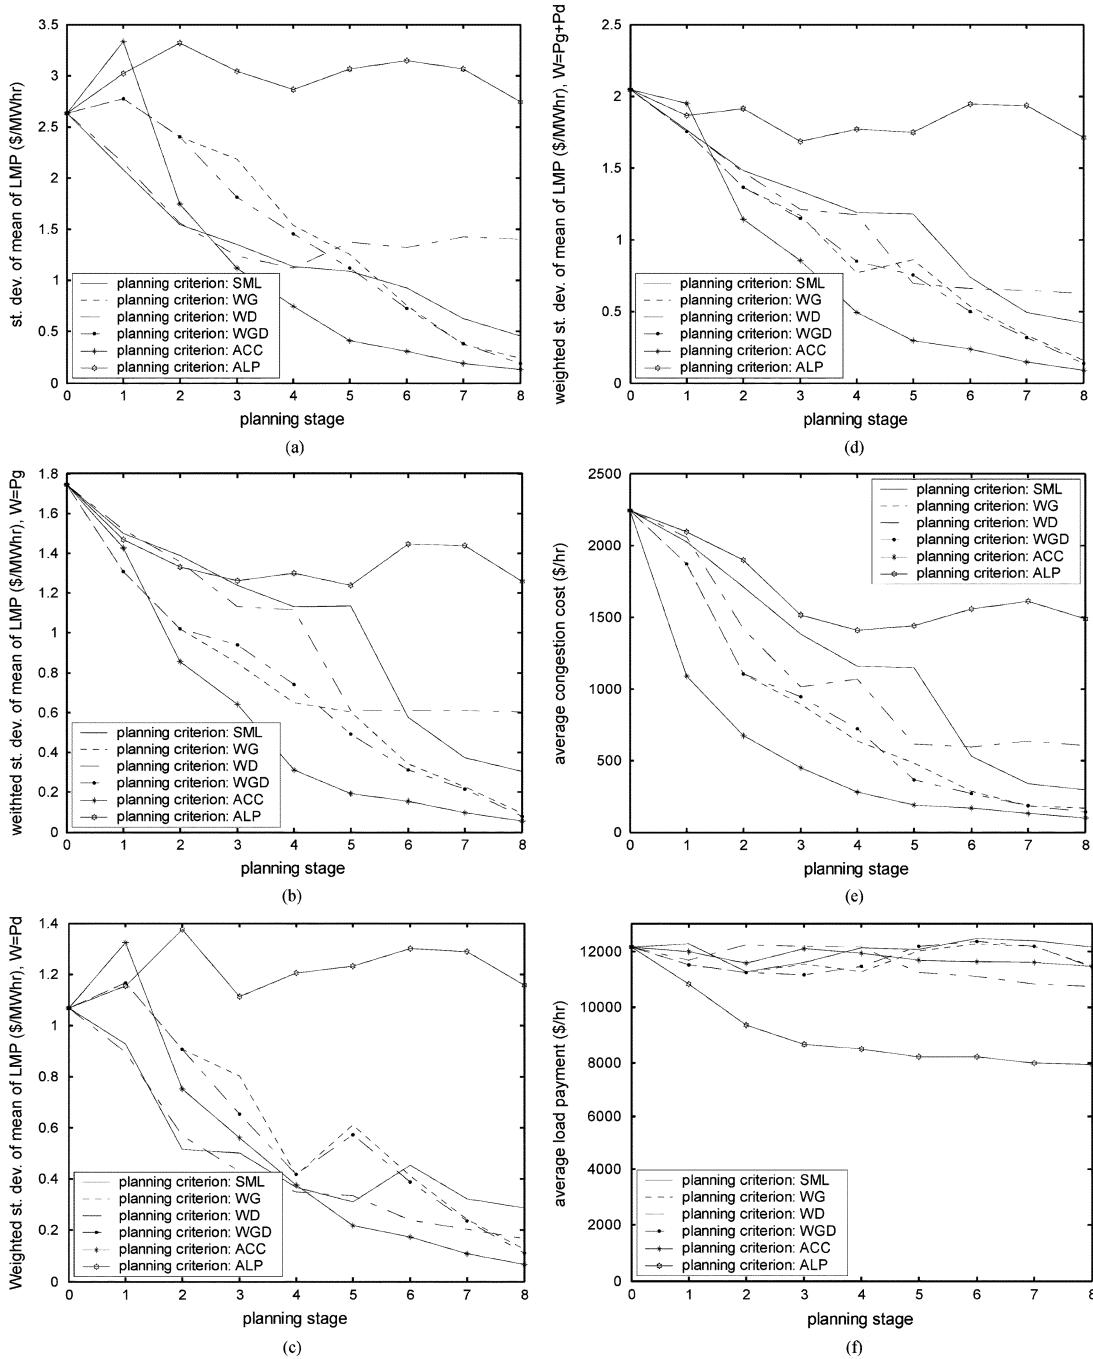 st. dev. of mean of LMP ($/MWhr)
3.5
3
2.5
2
1.5
1
0.5
0
planning criterion: SML
planning criterion: WG
planning criterion: WD
planning criterion: WGD
planning criterion: ACC
planning criterion: ALP
0 1 2 3 4 5 6 7 8
planning stage
(a)
weighted st. dev. of mean of LMP ($/MWhr), W=Pg+Pd
2.5
2
1.5
1
0.5
0
planning criterion: SML
planning criterion: WG
planning criterion: WD
planning criterion: WGD
planning criterion: ACC
planning criterion: ALP
0 1 2 3 4 5 6 7 8
planning stage
(d)
weihted st. dev. of mean of LMP ($/MWhr), W=Pg
1.8
1.6
1.4
1.2
1
0.8
0.6
0.4
0.2
0
planning criterion: SML
planning criterion: WG
planning criterion: WD
planning criterion: WGD
planning criterion: ACC
planning criterion: ALP
0 1 2 3 4 5 6 7 8
planning stage
(b)
average congestion cost ($/hr)
2500
2000
1500
1000
500
0
planning criterion: SML
planning criterion: WG
planning criterion: WD
planning criterion: WGD
planning criterion: ACC
planning criterion: ALP
0 1 2 3 4 5 6 7 8
planning stage
(e)
Weighted st. dev. of mean of LMP ($/MWhr), W=Pd
1.4
1.2
1
0.8
0.6
0.4
0.2
0
planning criterion: SML
planning criterion: WG
planning criterion: WD
planning criterion: WGD
planning criterion: ACC
planning criterion: ALP
0 1 2 3 4 5 6 7 8
planning stage
(c)
average load payment ($/hr)
12000
10000
8000
6000
4000
2000
0
planning criterion: SML
planning criterion: WG
planning criterion: WD
planning criterion: WGD
planning criterion: ACC
planning criterion: ALP
0 1 2 3 4 5 6 7 8
planning stage
(f)